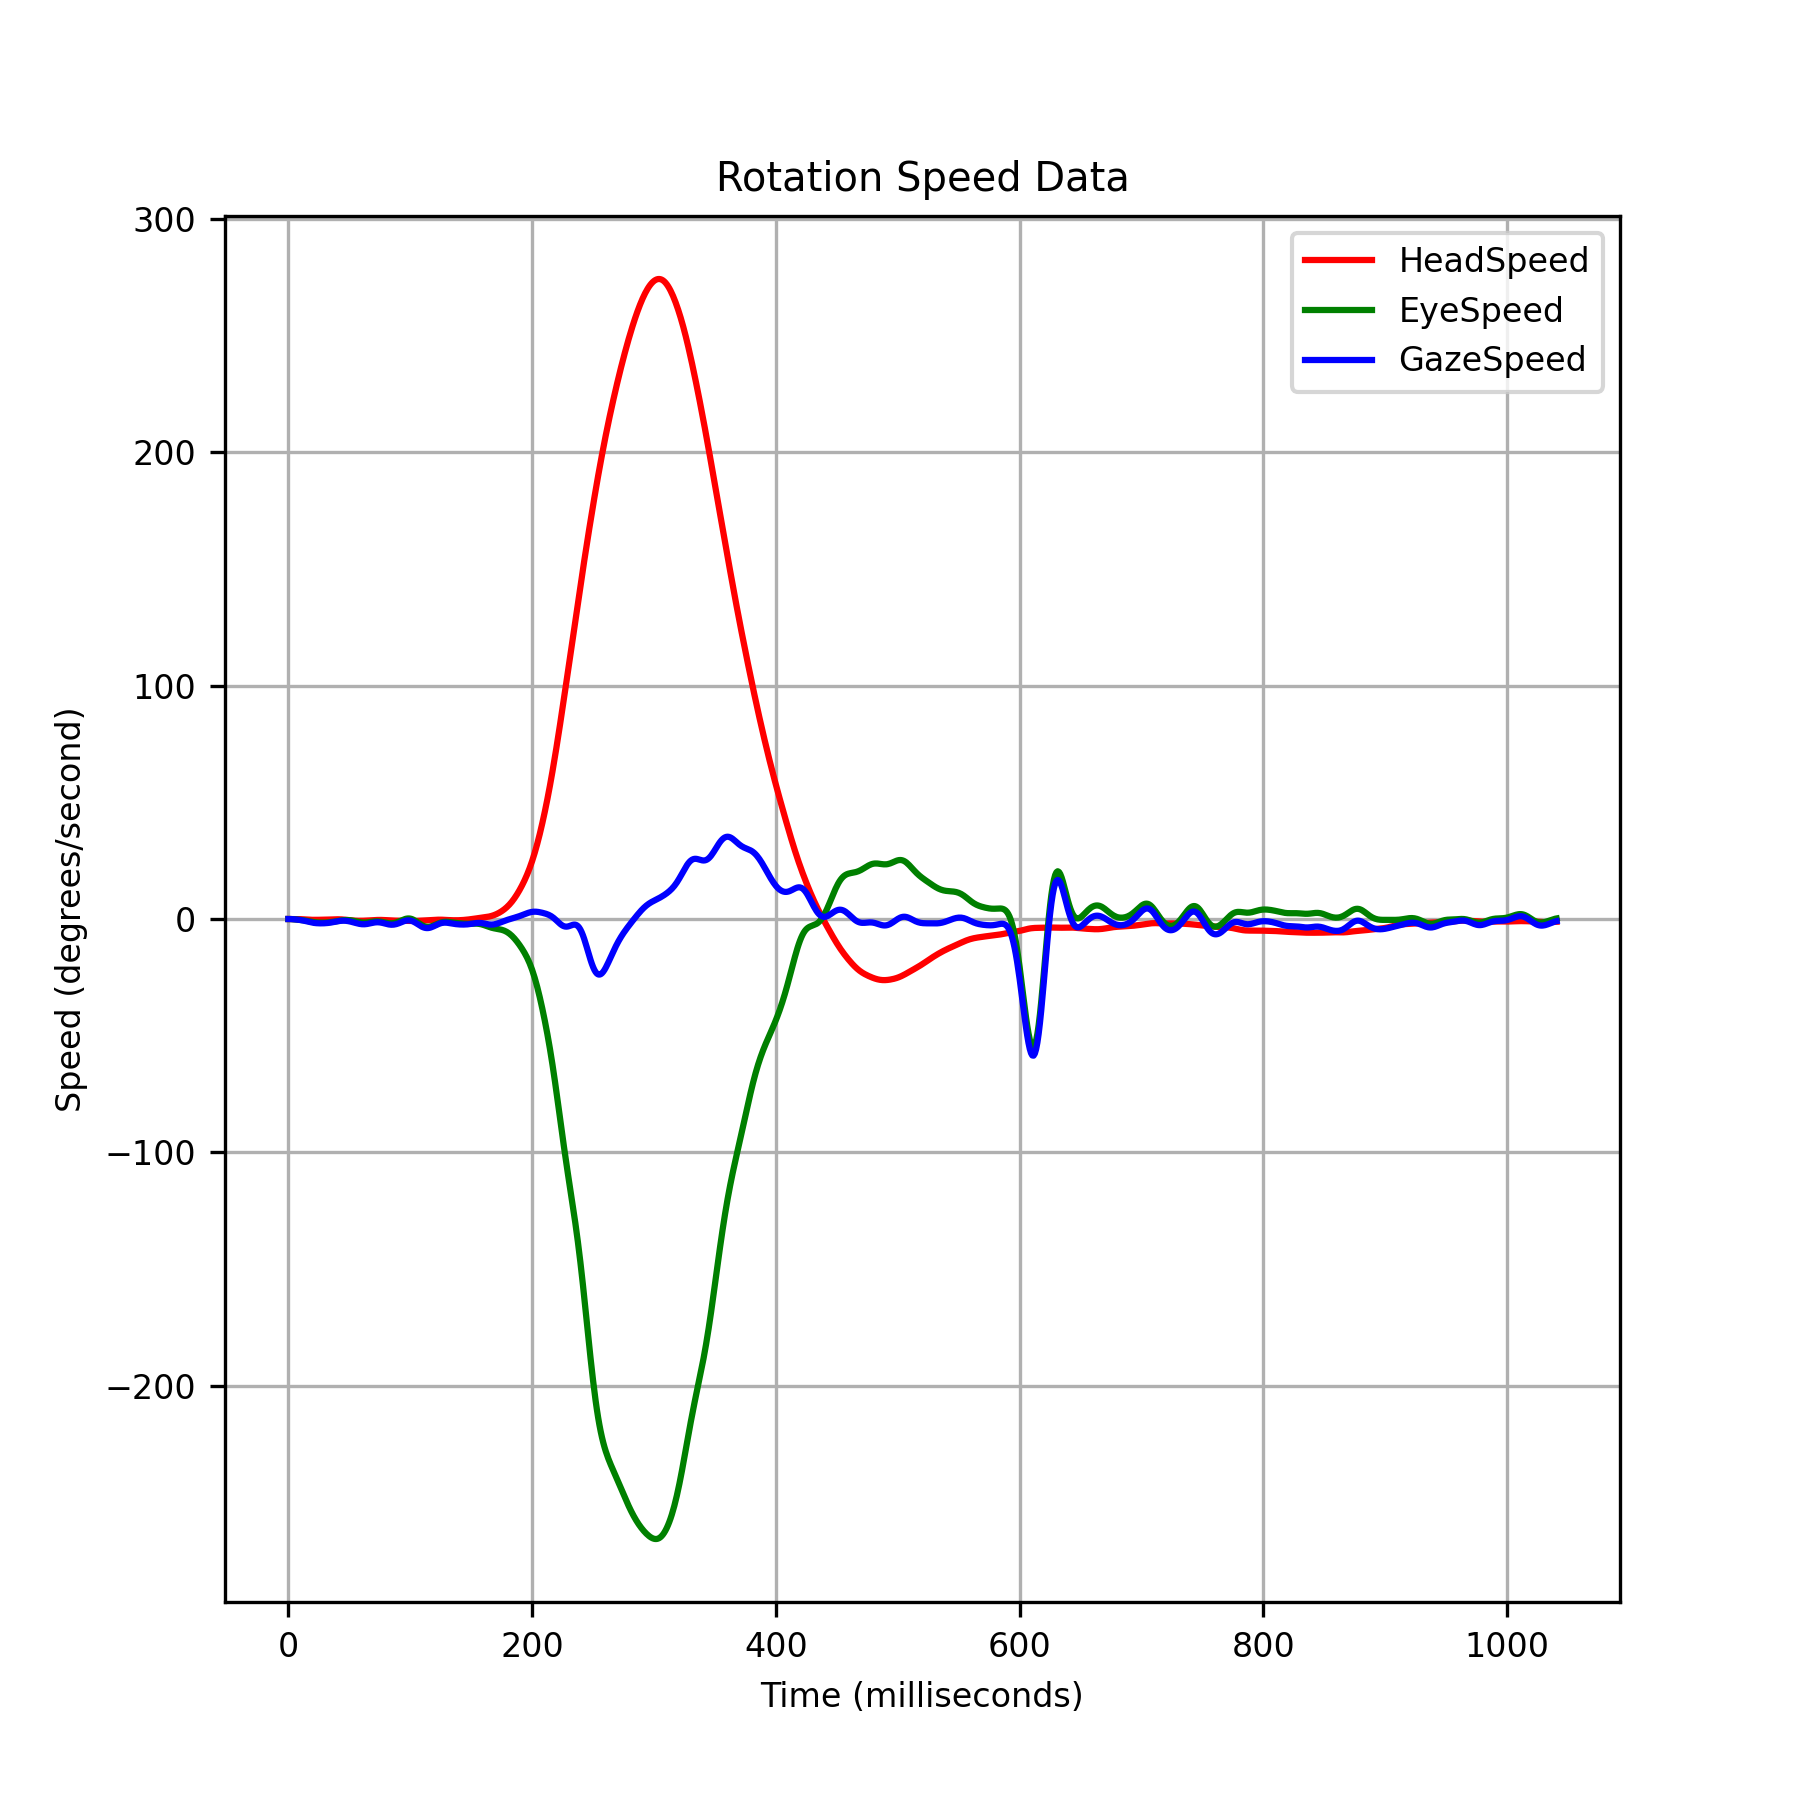 Rotation Speed Data
HeadSpeed
EyeSpeed
GazeSpeed
300
200
100
0
−100
−200
Speed (degrees/second)
0 200 400 600 800 1000
Time (milliseconds)